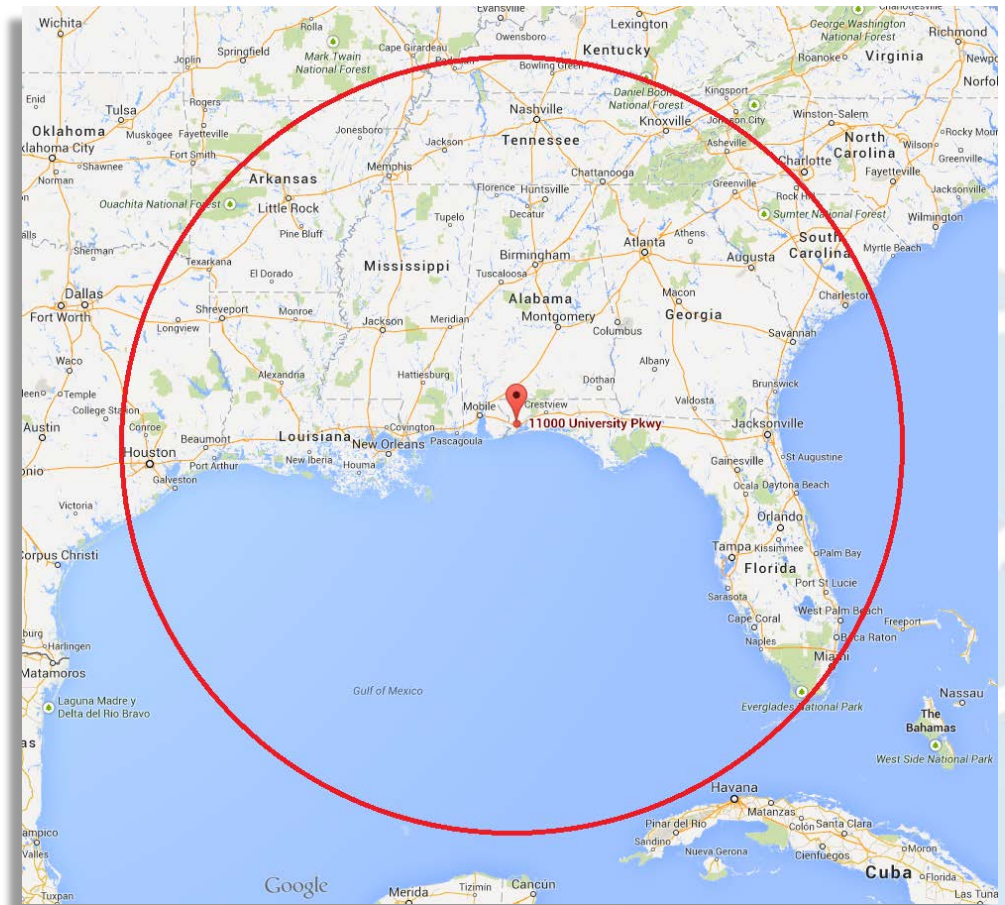 Evansville
Charlottesville
Wichita
Rolla
Lexington
George Washington
National Forest
Owensboro
Richmond
Springfield
Mark Twain
National Forest
Cape Girardeau
Kentucky
Roanoke
Virginia
Joplin
Bowling Green
Daniel Boone
National Forest
Kingsport
Enid
Tulsa
Rogers
Nashville
Johnson City
Winston-Salem
Oklahoma
Muskogee
Fayetteville
Jonesboro
Tennessee
Knoxville
North
Carolina
Oklahoma City
Shawnee
Jackson
Asheville
Charlotte
Wilson
Greenville
Norman
Fort Smith
Memphis
Chattanooga
Fayetteville
Arkansas
Florence
Huntsville
Greenville
Rock Hill
Jacksonville
Ouachita National Forest
Little Rock
Decatur
Sumter National Forest
Wilmington
Pine Bluff
Tupelo
Atlanta
Athens
South
Carolina
Sherman
Birmingham
Augusta
Myrtle Beach
Texarkana
El Dorado
Mississippi
Tuscaloosa
Dallas
Alabama
Macon
Charleston
Fort Worth
Shreveport
Monroe
Jackson
Meridian
Montgomery
Georgia
Longview
Columbus
Savannah
Waco
Alexandria
Hattiesburg
Albany
Temple
Dothan
Brunswick
College Station
Mobile
Crestview
Valdosta
Austin
Conroe
Beaumont
Louisiana
Covington
11000 University Pkwy
Jacksonville
New Orleans
Pascagoula
Houston
Port Arthur
New Iberia
Houma
Gainesville
St Augustine
Galveston
Ocala
Daytona Beach
Victoria
Orlando
Corpus Christi
Tampa
Kissimmee
Palm Bay
Florida
Port St Lucie
Sarasota
West Palm Beach
Cape Coral
Freeport
Harlingen
Naples
Boca Raton
Matamoros
Miami
Gulf of Mexico
Laguna Madre y
Delta del Rio Bravo
Everglades National Park
Nassau
The
Bahamas
West Side National Park
Havana
Matanzas
Pinar del Rio
Colón
Santa Clara
Sandino
Nueva Gerona
Cienfuegos
Moron
Cuba
Florida
Google
Merida
Tizimin
Cancún
Tuxpan